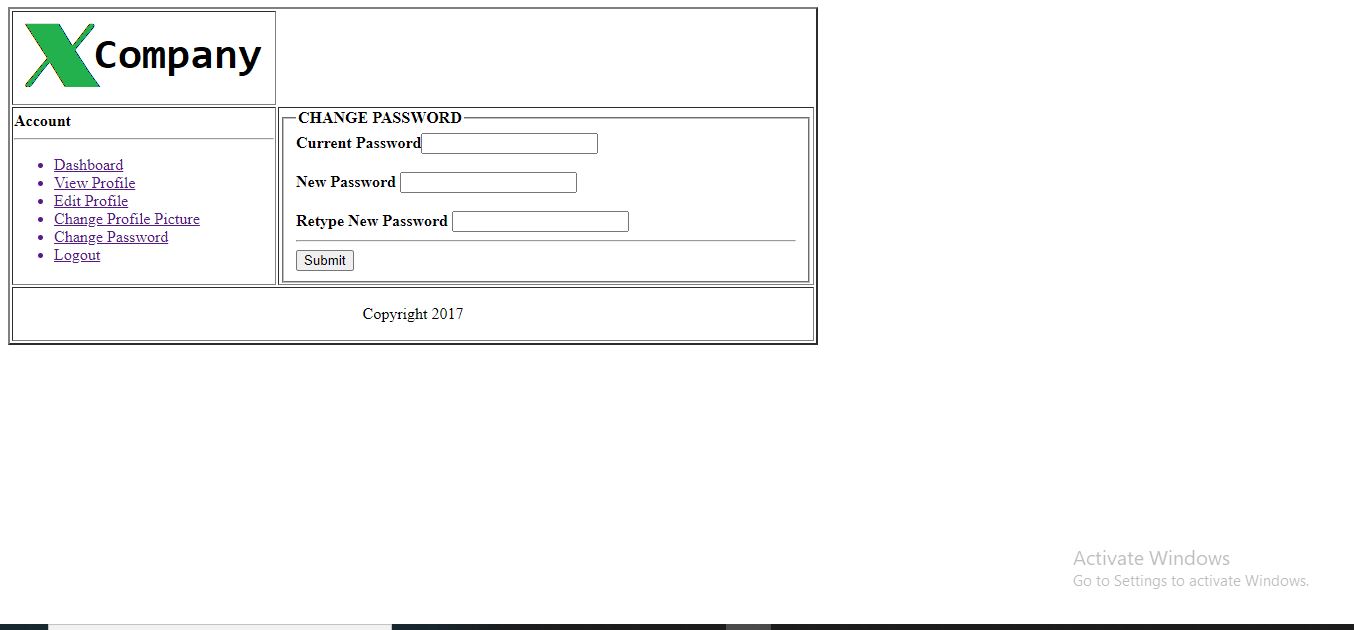 X Company
Account
Dashboard
View Profile
Edit Profile
Change Profile Picture
Change Password
Logout
CHANGE PASSWORD
Current Password
New Password
Retype New Password
Submit
Copyright 2017
Activate Windows
Go to Settings to activate Windows.